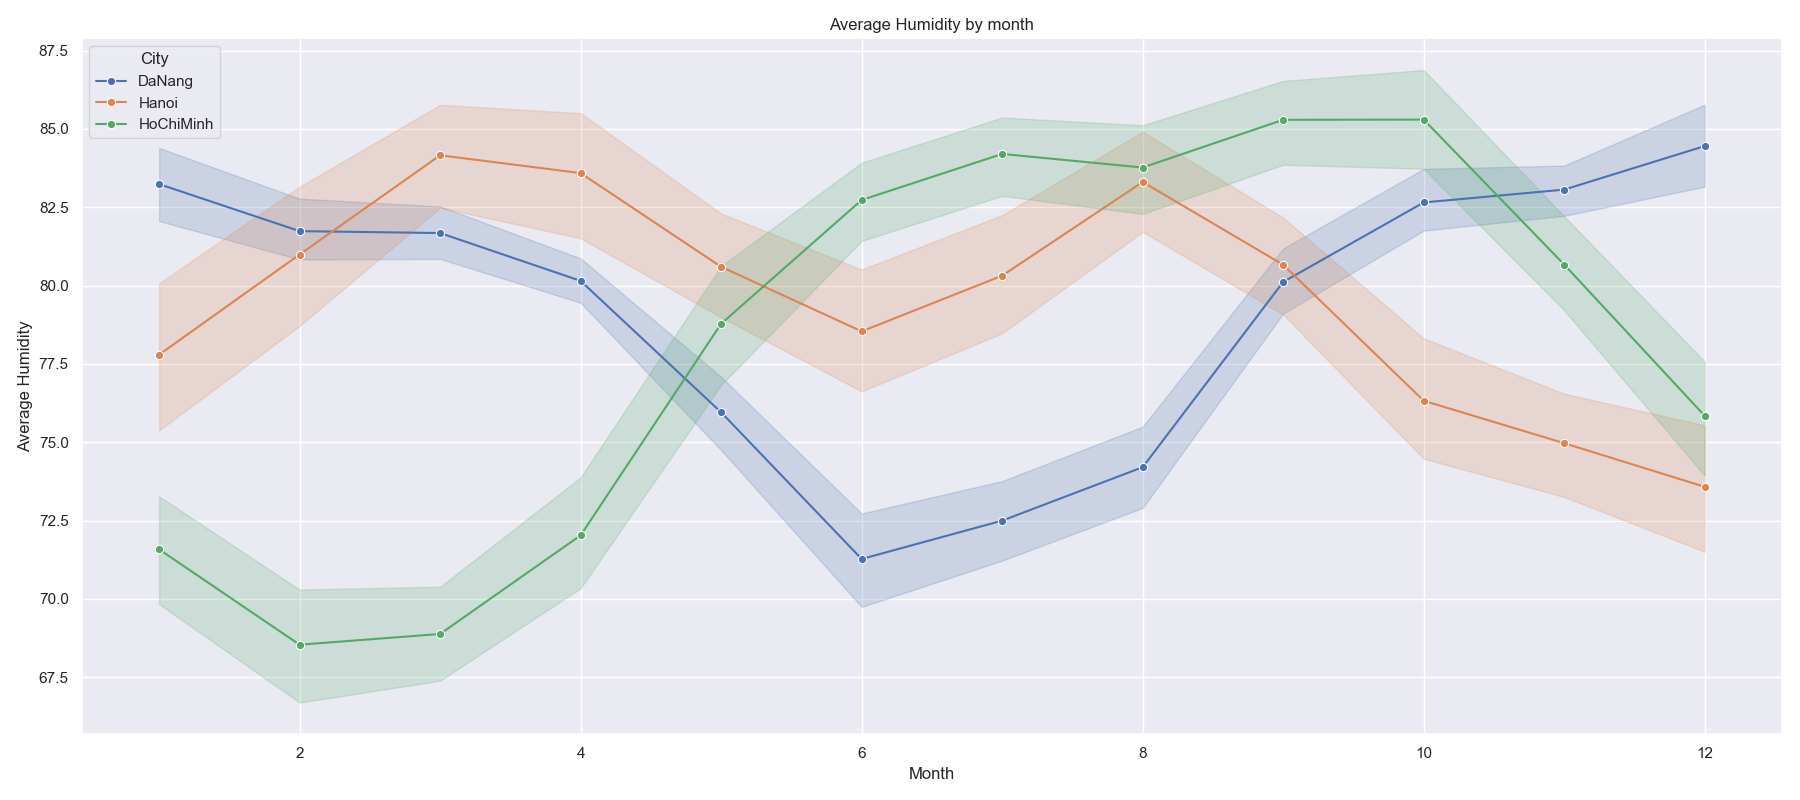 Average Humidity by month
City
DaNang
Hanoi
HoChiMinh
Average Humidity
87.5
85.0
82.5
80.0
77.5
75.0
72.5
70.0
67.5
2 4 6 8 10 12
Month